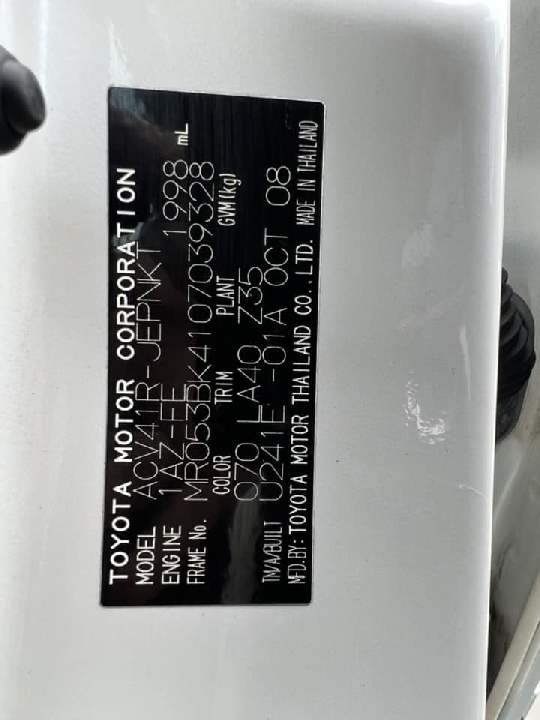 TOYOTA MOTOR CORPORATION
MODEL ACV41R-JEPNKT
ENGINE 1AZ-FE 1998 mL
FRAME No. MR053BK4107039328
COLOR TRIM PLANT GVM(kg)
070 LA40 Z35
TM/A/BUILT U241E -01A OCT 08
MFD.BY: TOYOTA MOTOR THAILAND CO.,LTD. MADE IN THAILAND